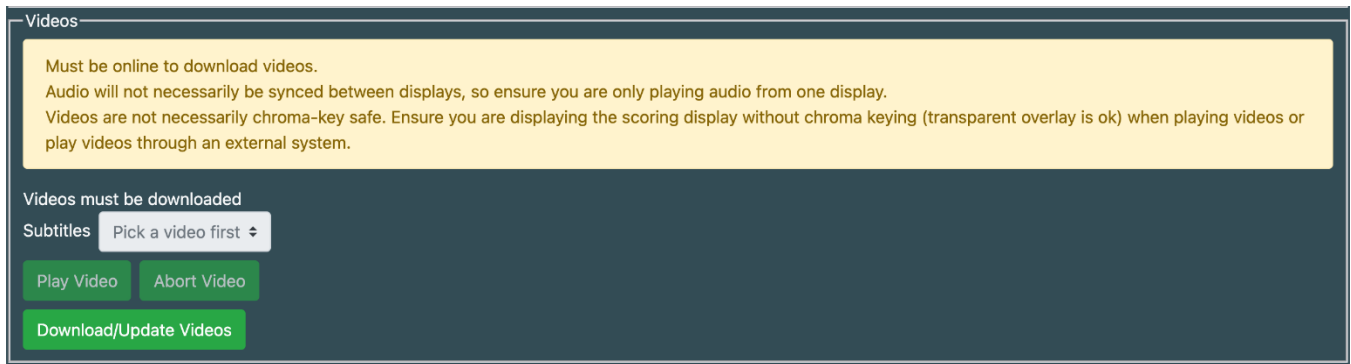 Videos
Must be online to download videos.
Audio will not necessarily be synced between displays, so ensure you are only playing audio from one display.
Videos are not necessarily chroma-key safe. Ensure you are displaying the scoring display without chroma keying (transparent overlay is ok) when playing videos or
play videos through an external system.
Videos must be downloaded
Subtitles Pick a video first
Play Video Abort Video
Download/Update Videos